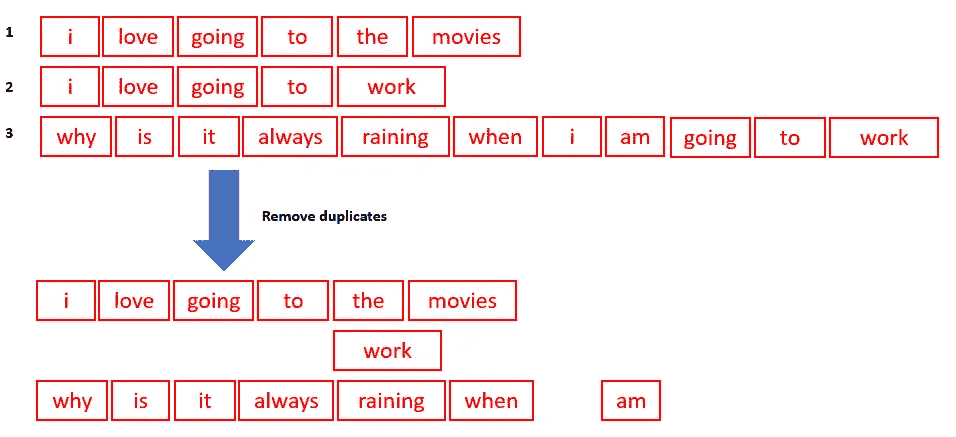 1 i love going to the movies
2 i love going to work
3 why is it always raining when i am going to work
Remove duplicates
i love going to the movies
work
why is it always raining when am